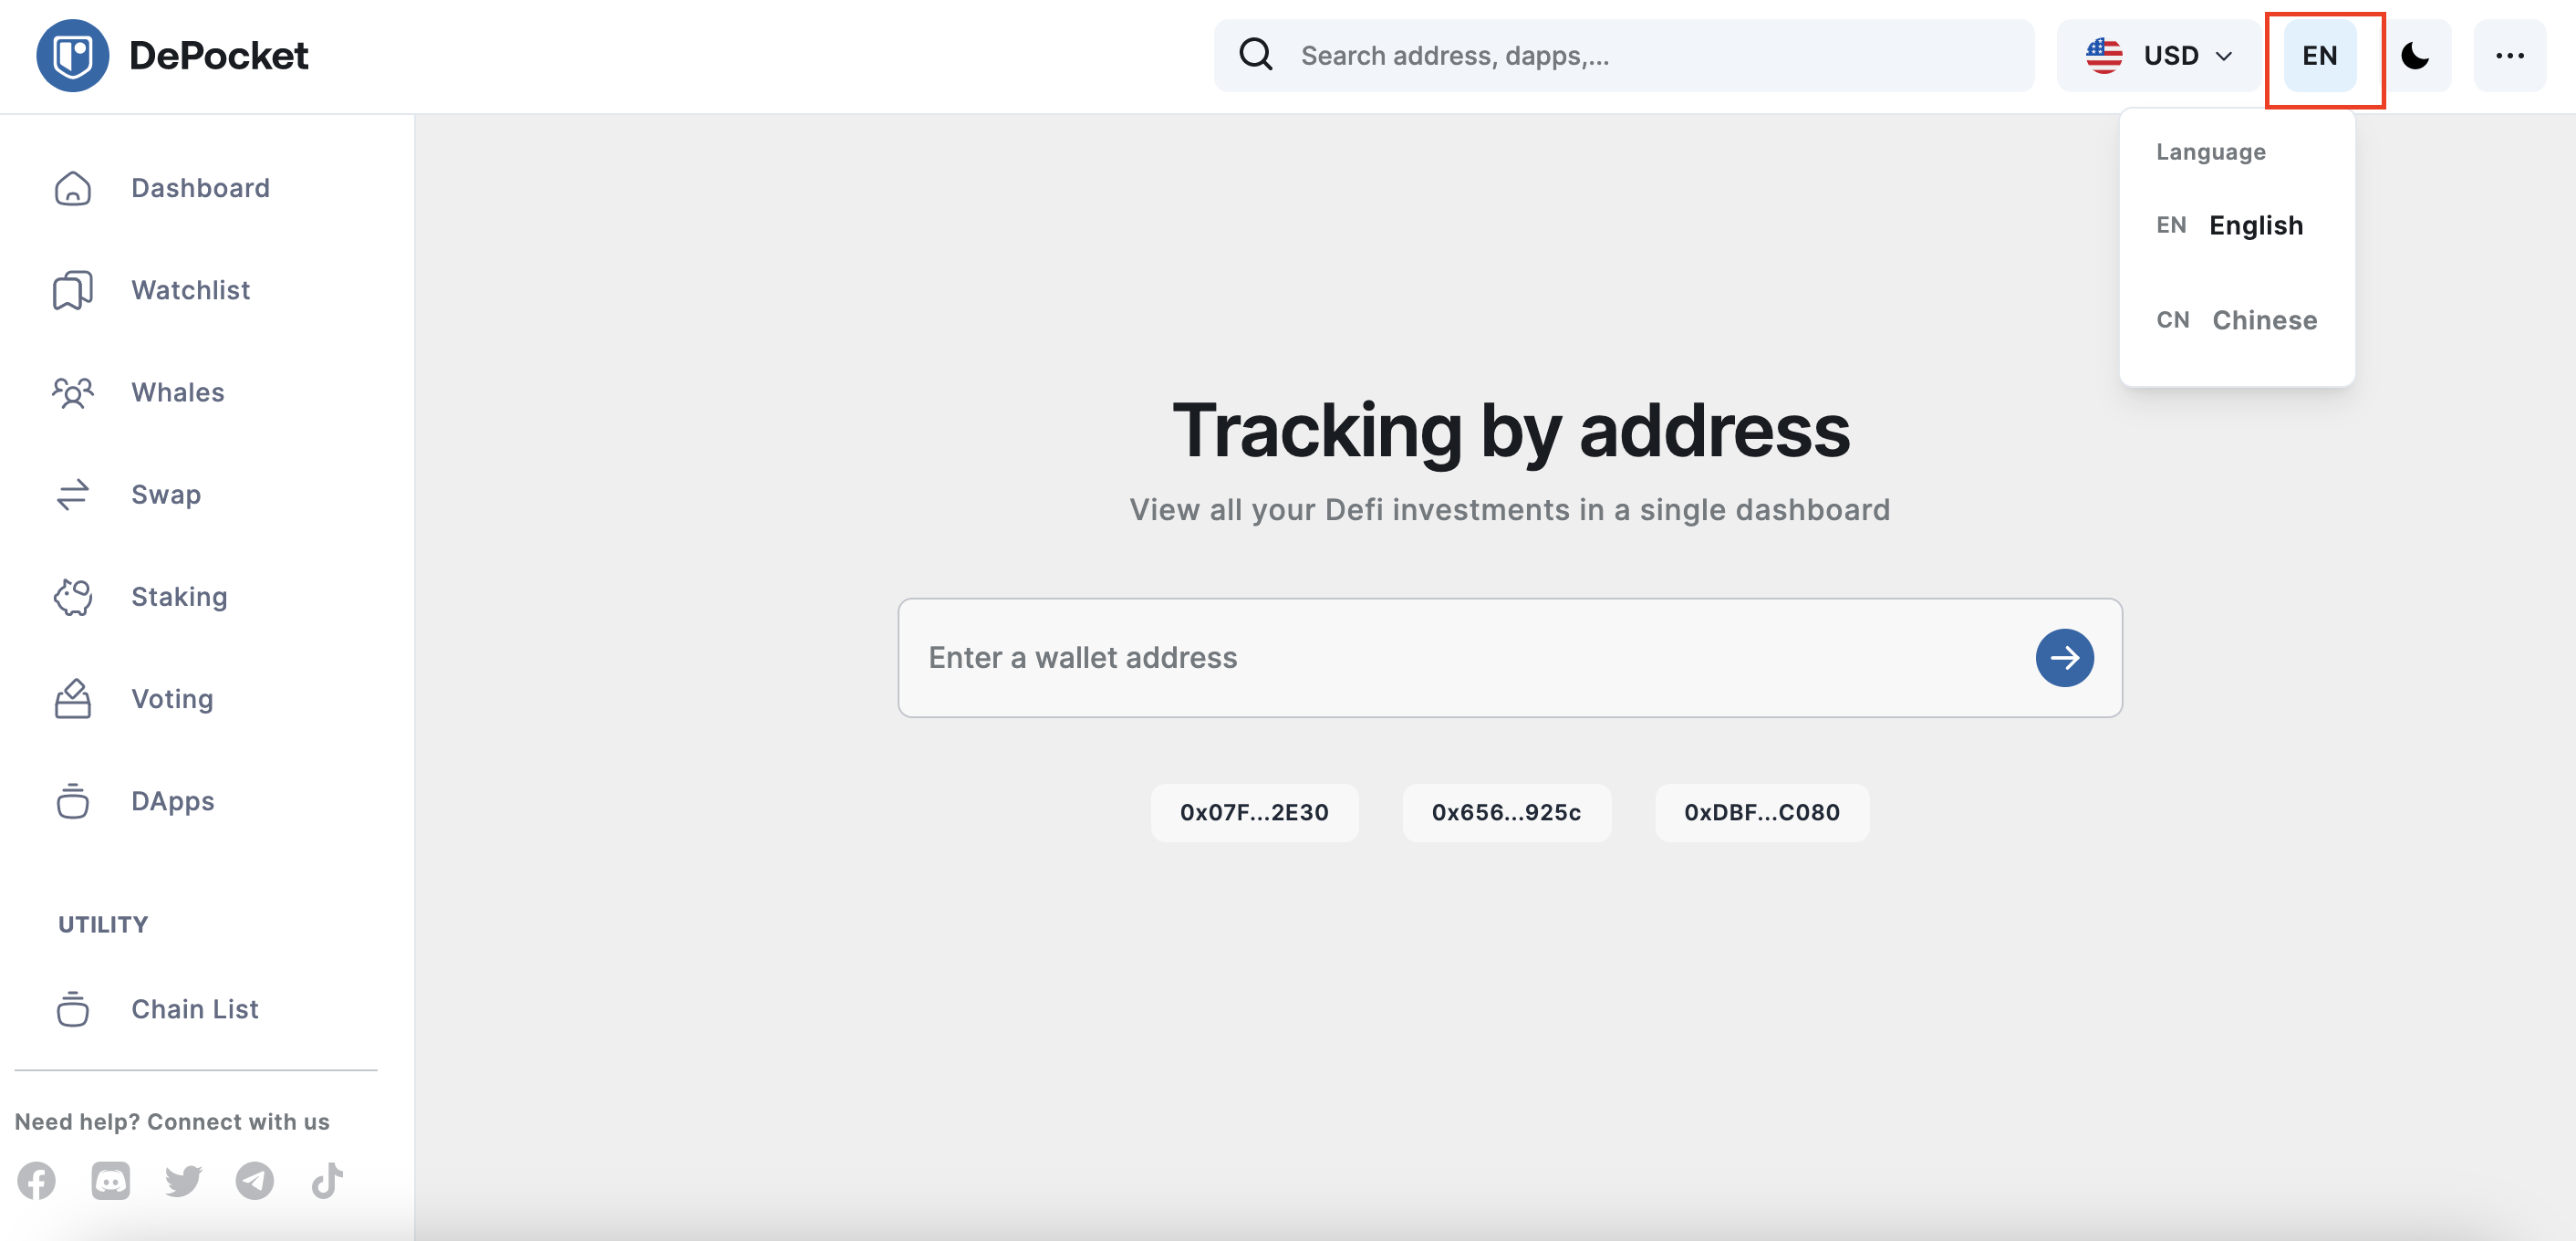 DePocket
Search address, dapps,...
USD
EN
Language
EN English
CN Chinese
Dashboard
Watchlist
Whales
Swap
Staking
Voting
DApps
UTILITY
Chain List
Need help? Connect with us
Tracking by address
View all your Defi investments in a single dashboard
Enter a wallet address
0x07F...2E30
0x656...925c
0xDBF...C080